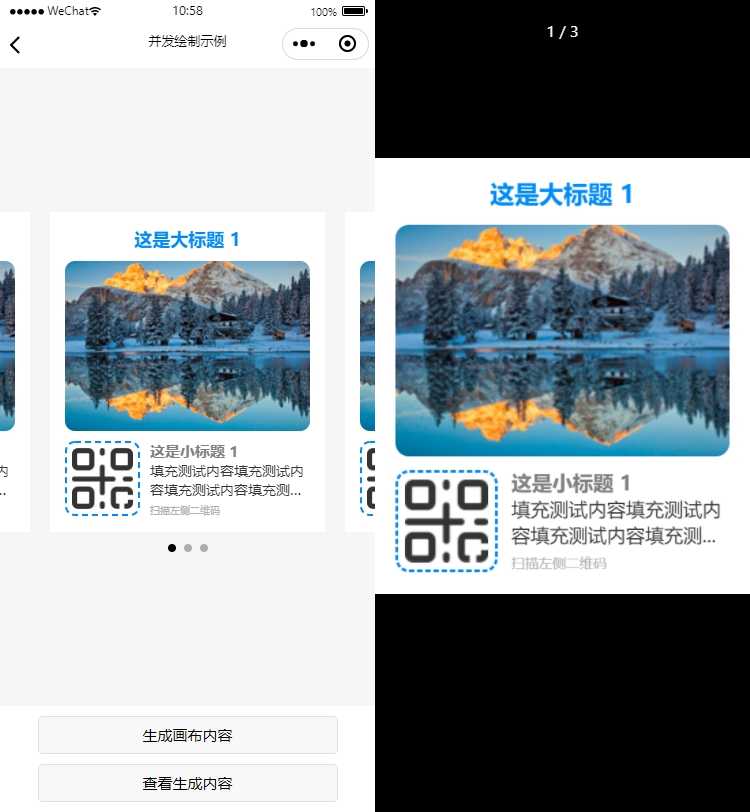 WeChat
10:58
100%
并发绘制示例
这是大标题 1
这是小标题 1
填充测试内容填充测试内
容填充测试内容填充测...
扫描左侧二维码
内
...
生成画布内容
查看生成内容
1 / 3
这是大标题 1
这是小标题 1
填充测试内容填充测试内
容填充测试内容填充测...
扫描左侧二维码